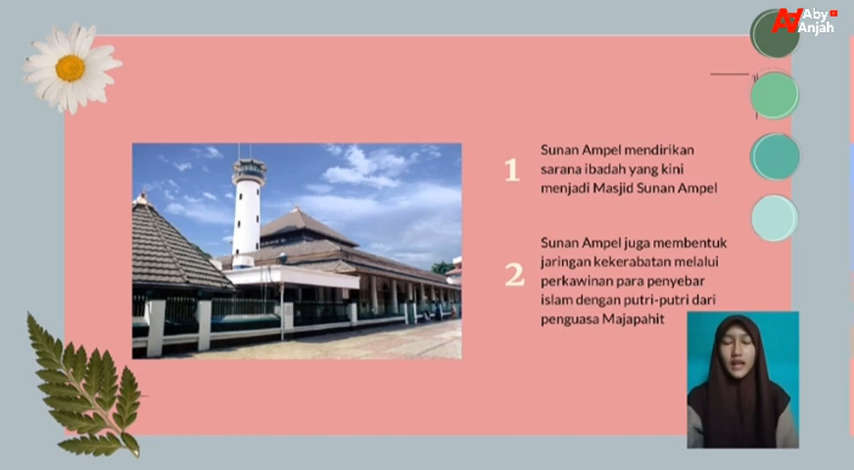 Aby
Anjah
1
Sunan Ampel mendirikan
sarana ibadah yang kini
menjadi Masjid Sunan Ampel
2
Sunan Ampel juga membentuk
jaringan kekerabatan melalui
perkawinan para penyebar
islam dengan putri-putri dari
penguasa Majapahit